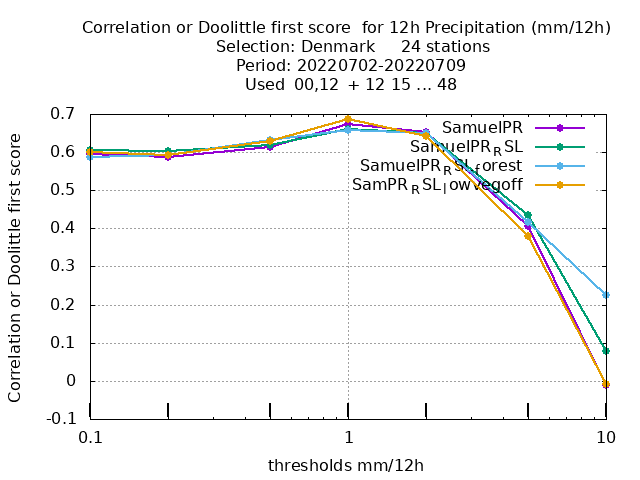 Correlation or Doolittle first score  for 12h Precipitation (mm/12h)
Selection: Denmark     24 stations
Period: 20220702-20220709
Used  00,12  + 12 15 ... 48
0.7
0.6
0.5
0.4
0.3
0.2
0.1
0
-0.1
Correlation or Doolittle first score
SamuelPR
SamuelPR_RSL
SamuelPR_RSL_forest
SamPR_RSL_lowvegoff
0.1
1
10
thresholds mm/12h